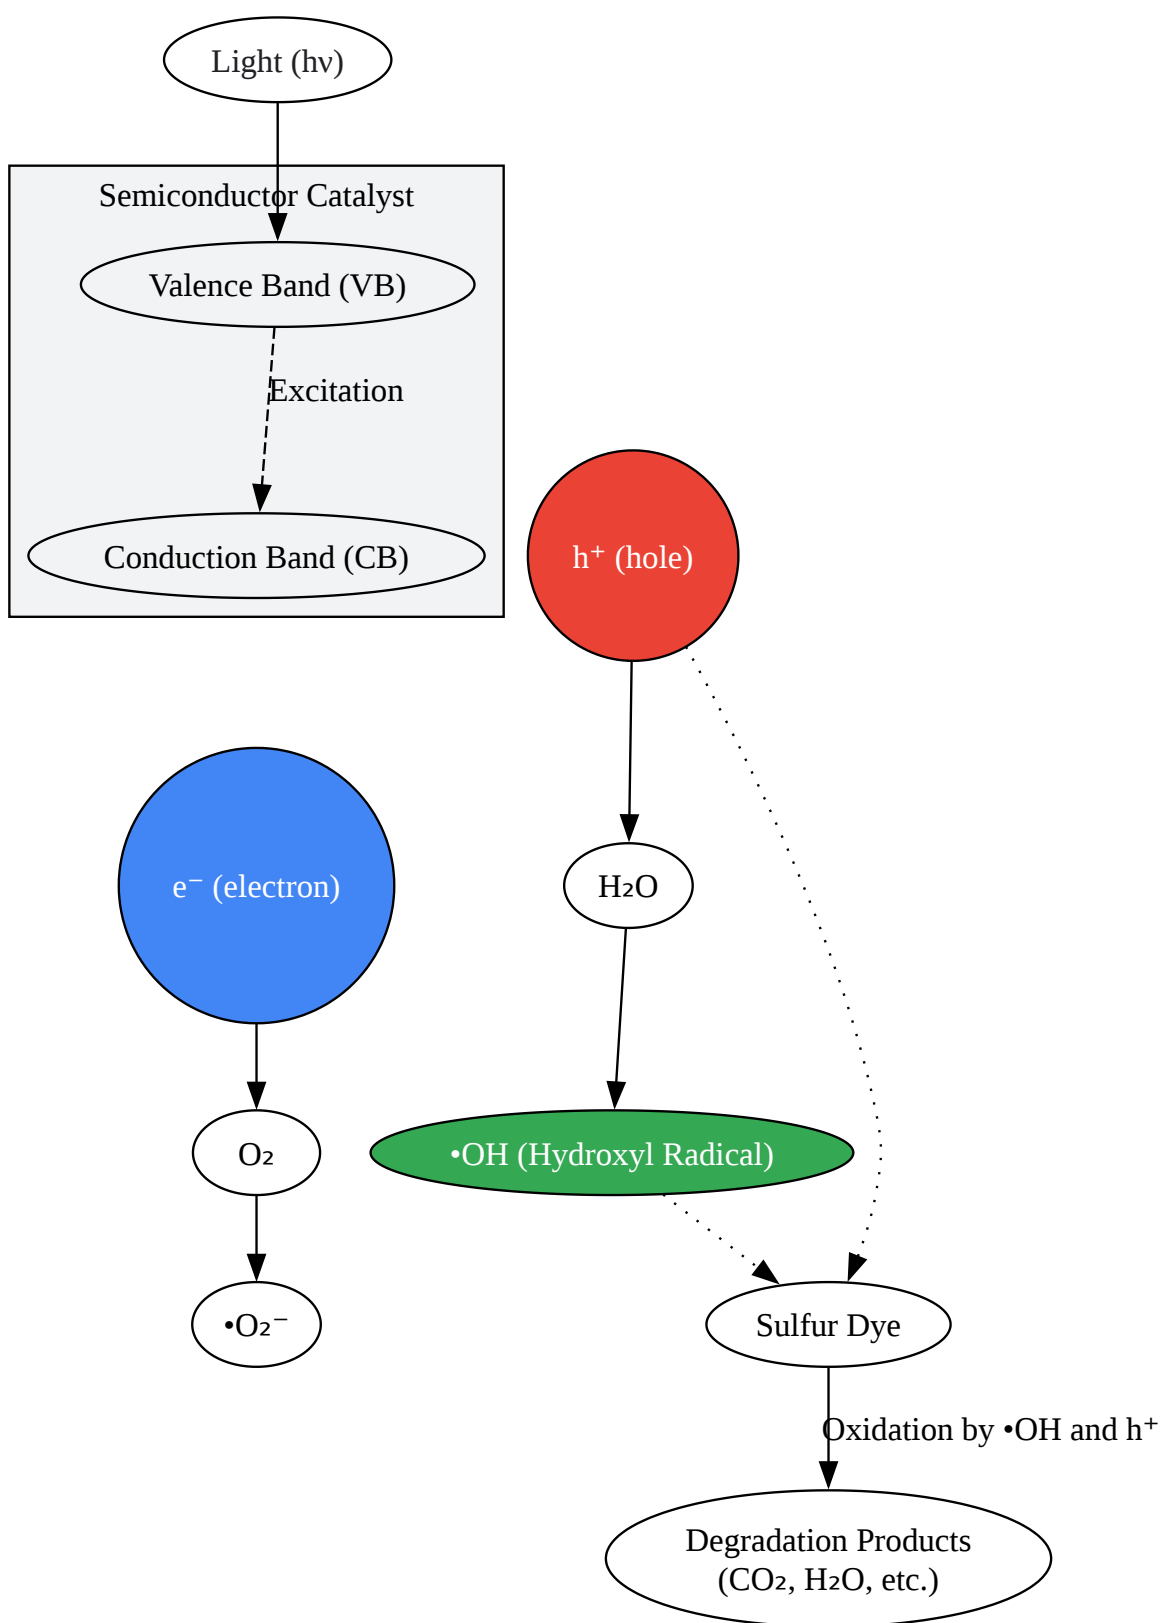 Light (hν)
Semiconductor Catalyst
Valence Band (VB)
Excitation
Conduction Band (CB)
h⁺ (hole)
e⁻ (electron)
H₂O
O₂
•OH (Hydroxyl Radical)
•O₂⁻
Sulfur Dye
Oxidation by •OH and h⁺
Degradation Products
(CO₂, H₂O, etc.)